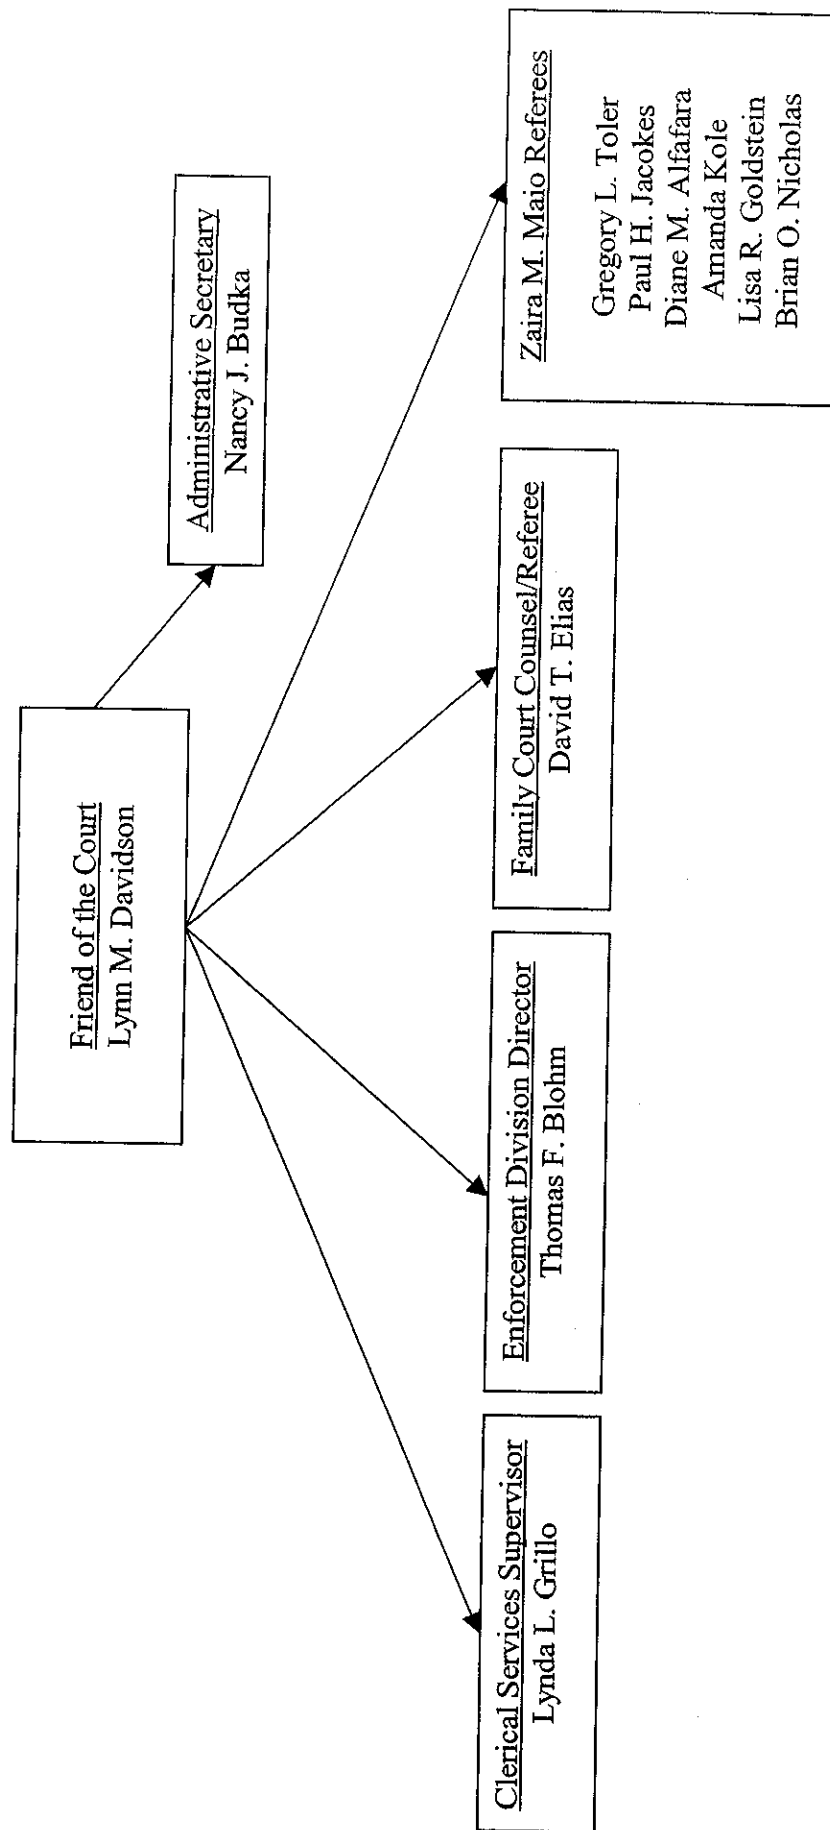 Friend of the Court
Lynn M. Davidson
Administrative Secretary
Nancy J. Budka
Clerical Services Supervisor
Lynda L. Grillo
Enforcement Division Director
Thomas F. Blohm
Family Court Counsel/Referee
David T. Elias
Zaira M. Maio Referees
Gregory L. Toler
Paul H. Jacokes
Diane M. Alfafara
Amanda Kole
Lisa R. Goldstein
Brian O. Nicholas